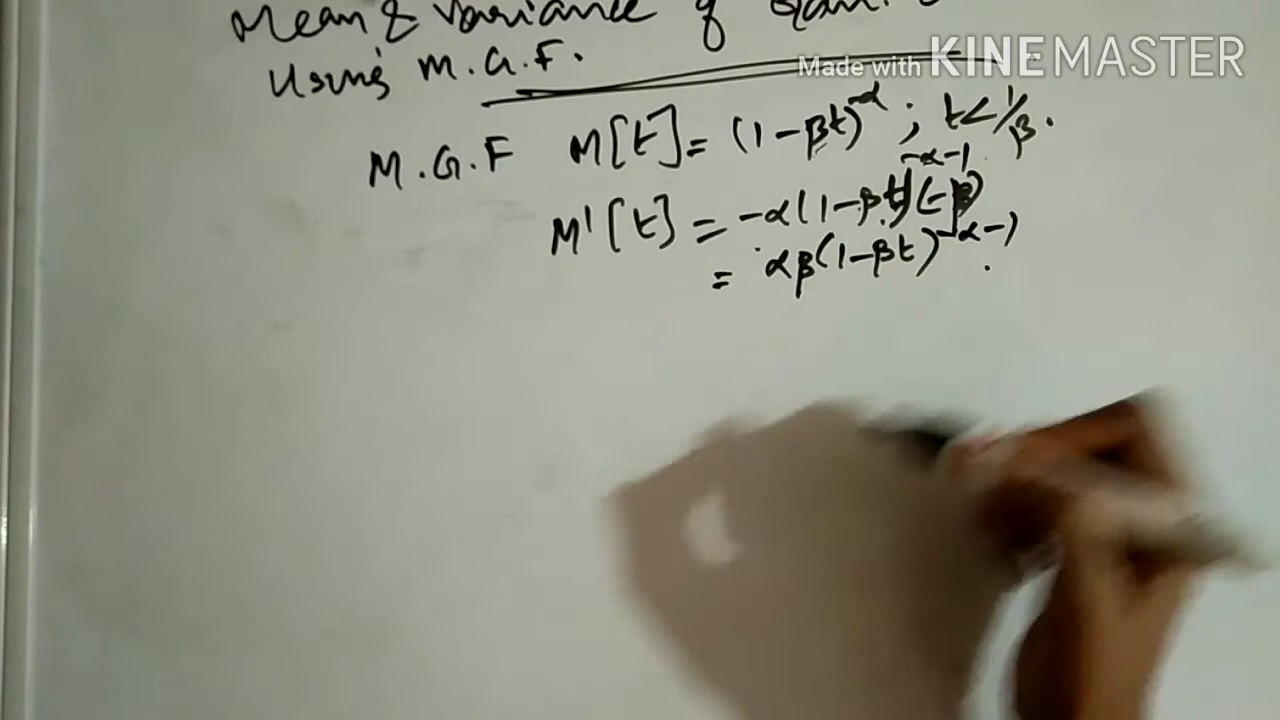 Mean & Variance of
Using M.G.F.
Made with KINEMASTER
M.G.F M[t] = (1-βt)^-α ; t< 1/β.
M'[t] = -α(1-βt)^-α-1 (-β)
= αβ(1-βt)^-α-1